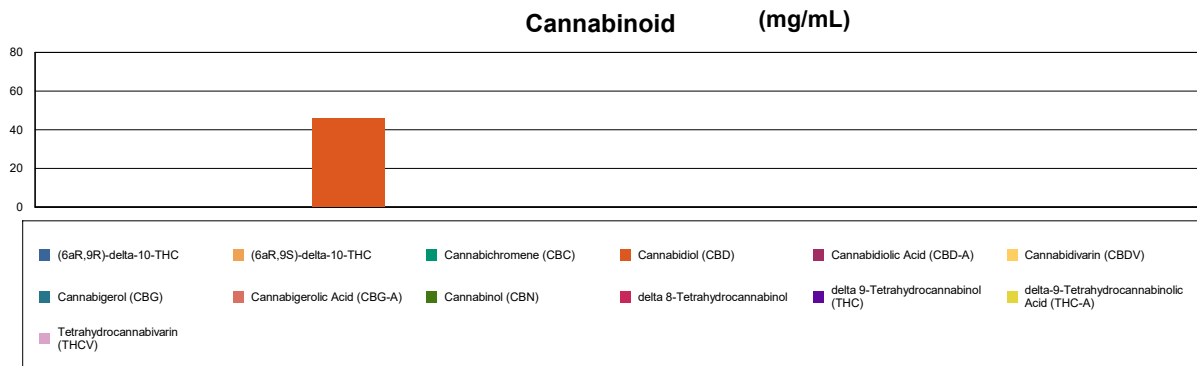 Cannabinoid (mg/mL)
80
60
40
20
0
(6aR,9R)-delta-10-THC
(6aR,9S)-delta-10-THC
Cannabichromene (CBC)
Cannabidiol (CBD)
Cannabidiolic Acid (CBD-A)
Cannabidivarin (CBDV)
Cannabigerol (CBG)
Cannabigerolic Acid (CBG-A)
Cannabinol (CBN)
delta 8-Tetrahydrocannabinol
delta 9-Tetrahydrocannabinol
(THC)
delta-9-Tetrahydrocannabinolic
Acid (THC-A)
Tetrahydrocannabivarin
(THCV)